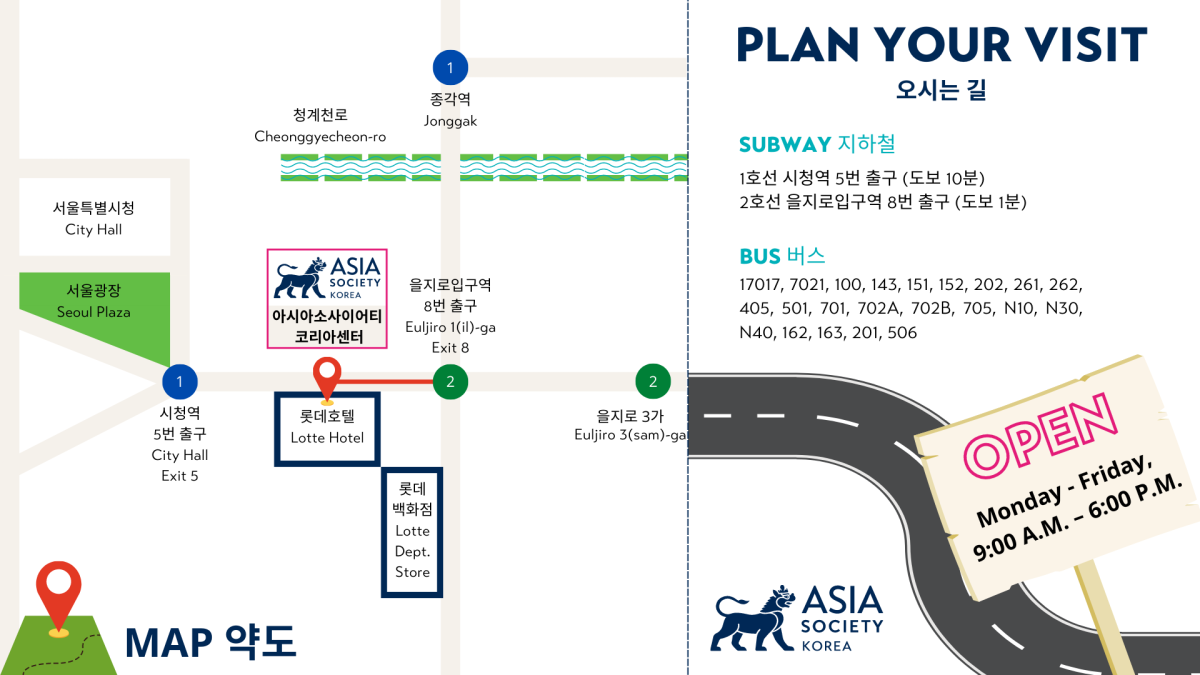 1
종각역
Jonggak
청계천로
Cheonggyecheon-ro
서울특별시청
City Hall
서울광장
Seoul Plaza
ASIA
SOCIETY
KOREA
아시아소사이어티
코리아센터
을지로입구역
8번 출구
Euljiro 1(il)-ga
Exit 8
1
2
2
시청역
5번 출구
City Hall
Exit 5
롯데호텔
Lotte Hotel
을지로 3가
Euljiro 3(sam)-ga
롯데
백화점
Lotte
Dept.
Store
MAP 약도
PLAN YOUR VISIT
오시는 길
SUBWAY 지하철
1호선 시청역 5번 출구 (도보 10분)
2호선 을지로입구역 8번 출구 (도보 1분)
BUS 버스
17017, 7021, 100, 143, 151, 152, 202, 261, 262,
405, 501, 701, 702A, 702B, 705, N10, N30,
N40, 162, 163, 201, 506
OPEN
Monday - Friday,
9:00 A.M. – 6:00 P.M.
ASIA
SOCIETY
KOREA